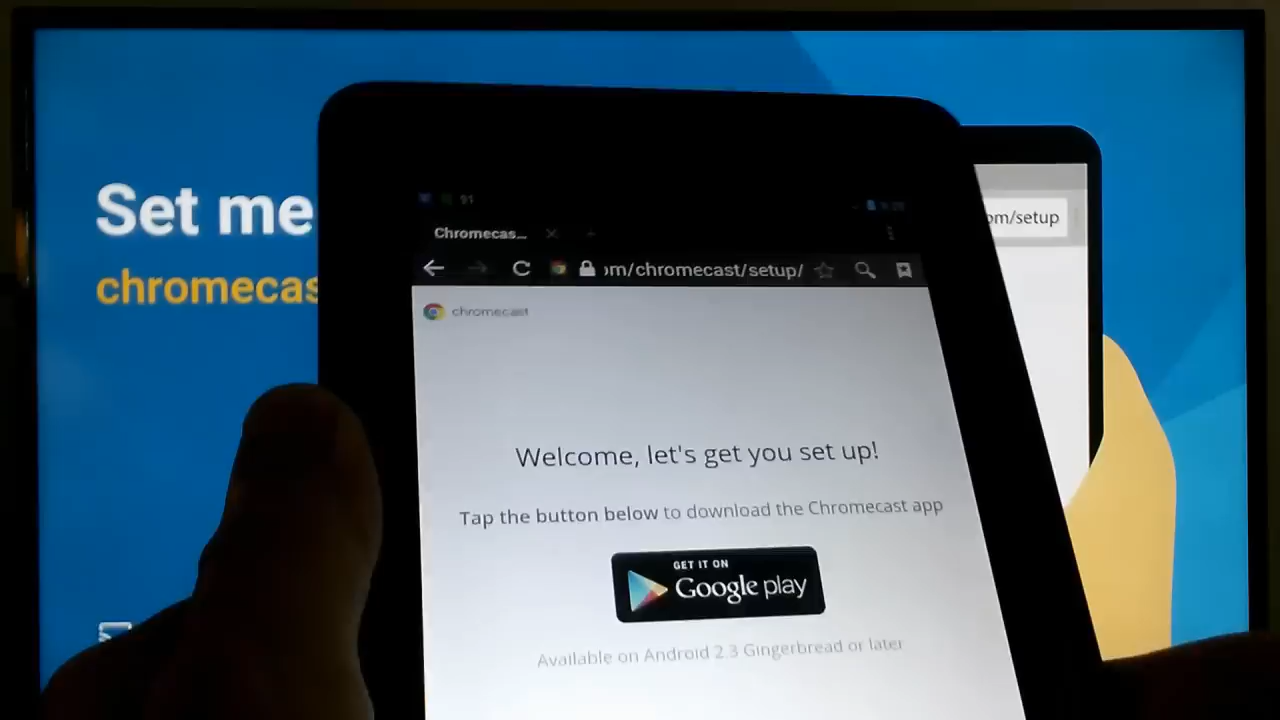 Set me
chromecas
om/setup
91
Chromecas...
om/chromecast/setup/
chromecast
Welcome, let's get you set up!
Tap the button below to download the Chromecast app
GET IT ON
Google play
Available on Android 2.3 Gingerbread or later